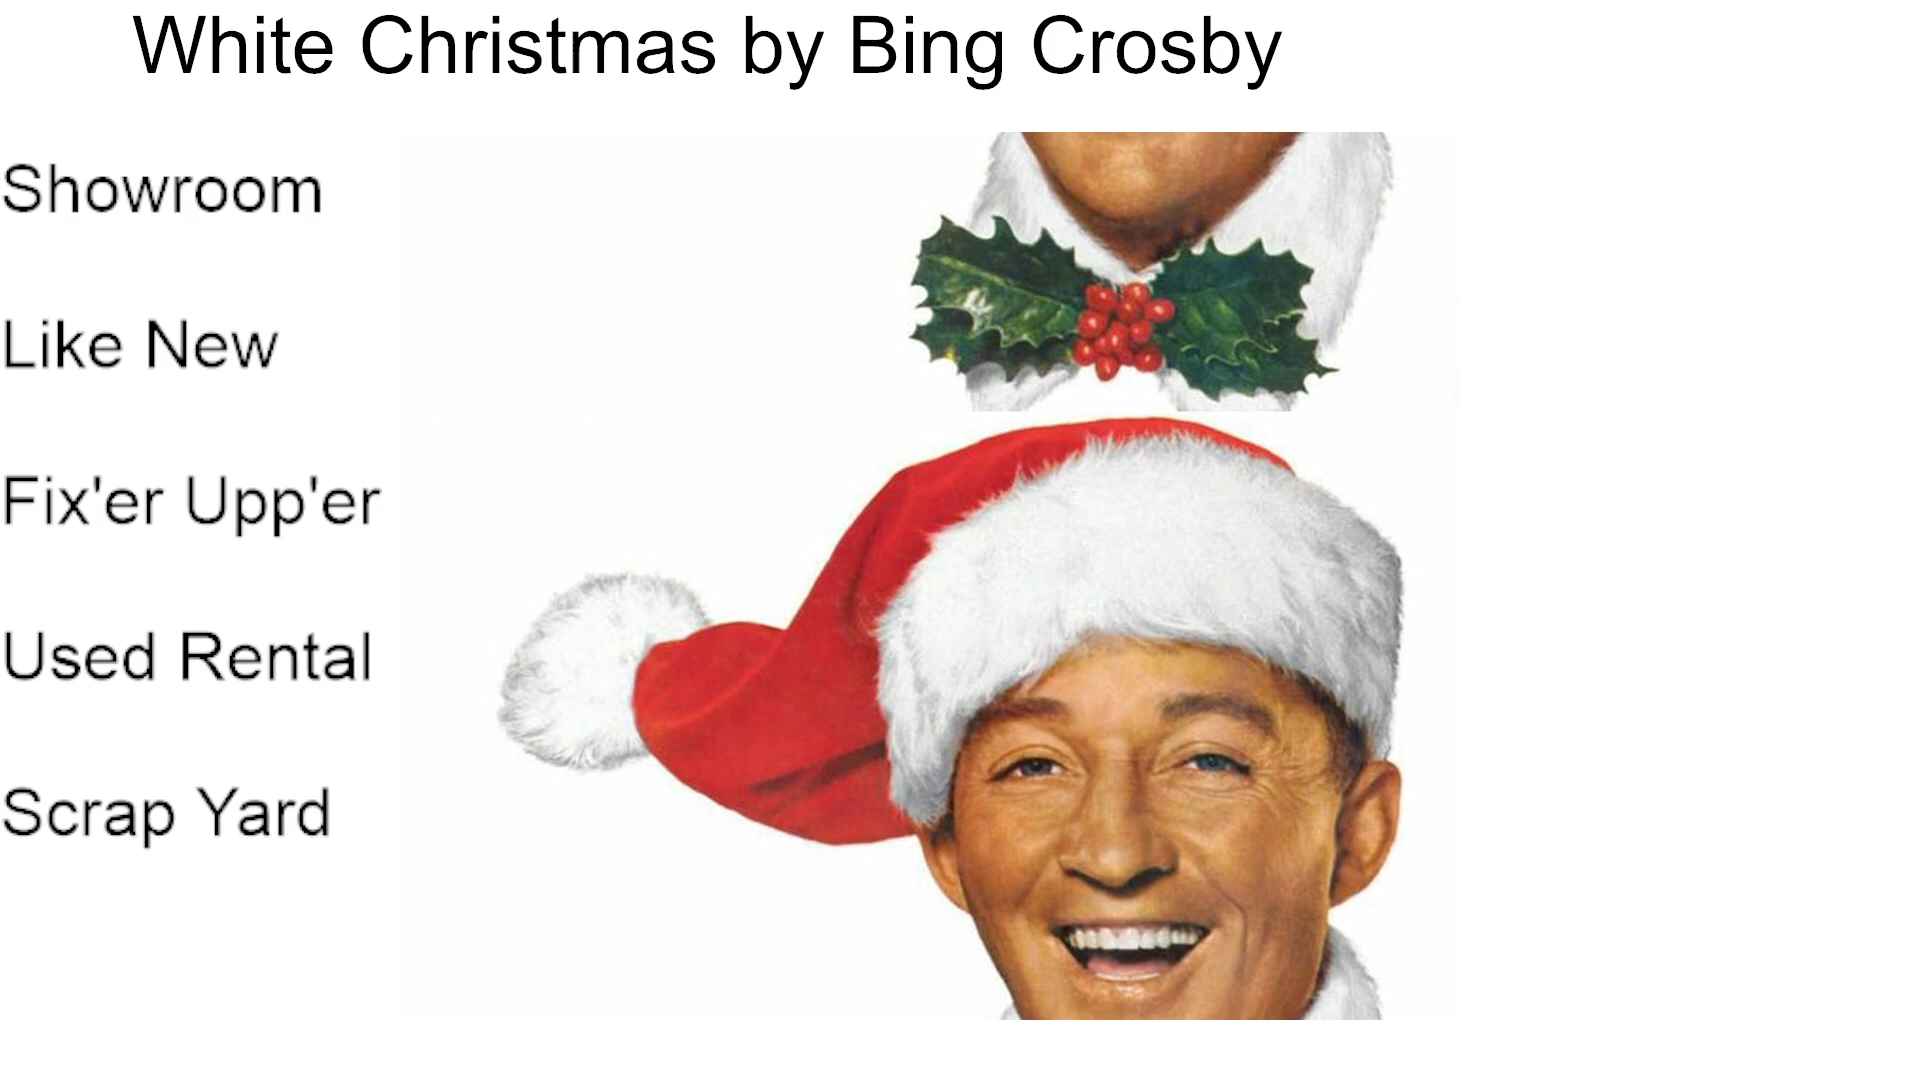 White Christmas by Bing Crosby
Showroom
Like New
Fix'er Upp'er
Used Rental
Scrap Yard